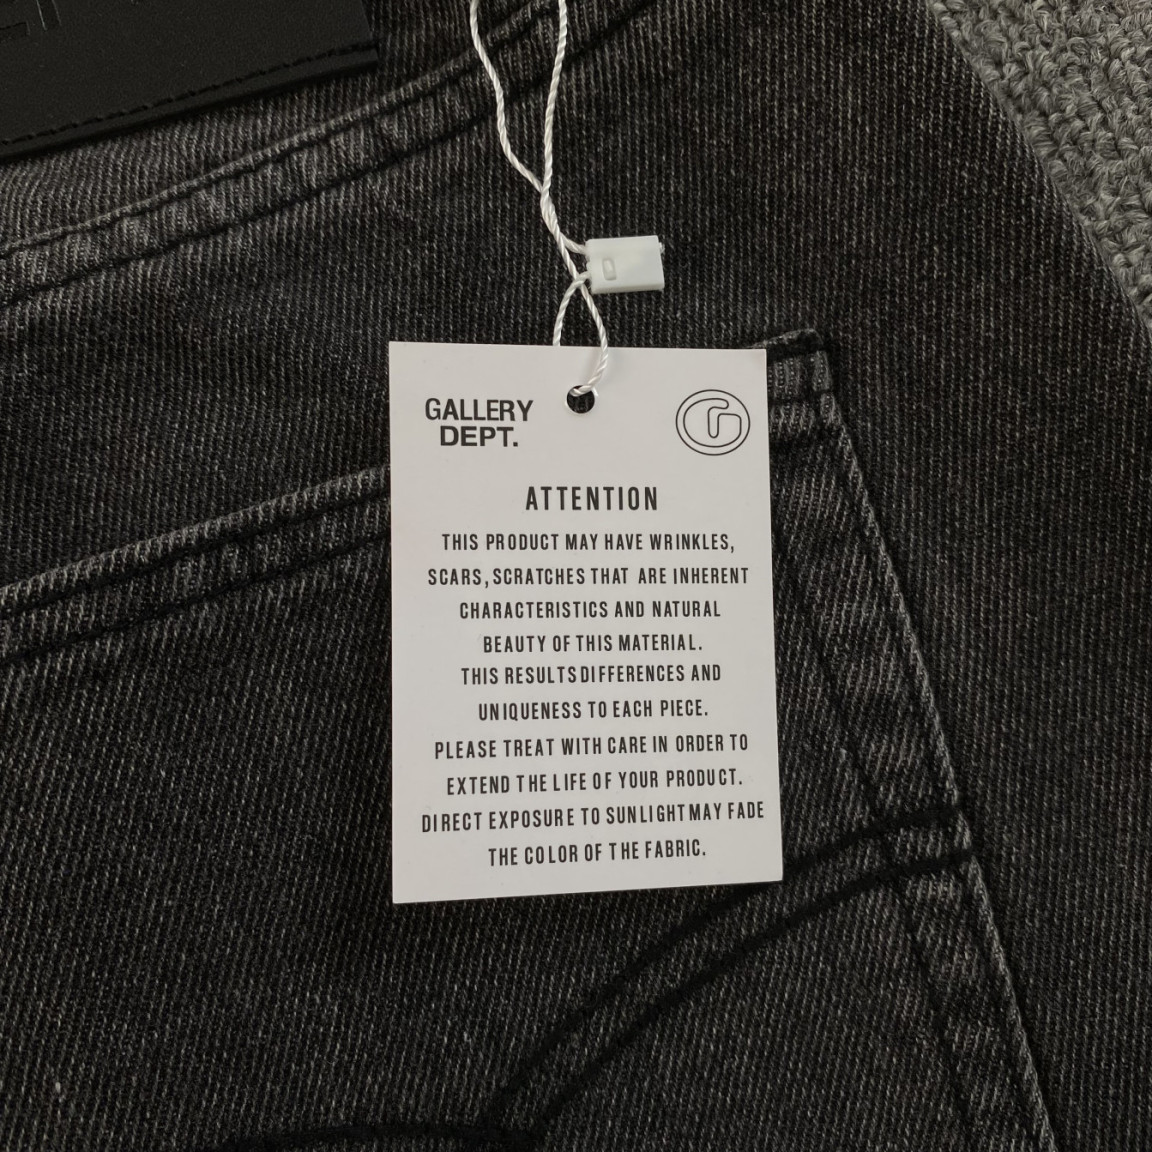 GALLERY
DEPT.
G
ATTENTION
THIS PRODUCT MAY HAVE WRINKLES,
SCARS, SCRATCHES THAT ARE INHERENT
CHARACTERISTICS AND NATURAL
BEAUTY OF THIS MATERIAL.
THIS RESULTS DIFFERENCES AND
UNIQUENESS TO EACH PIECE.
PLEASE TREAT WITH CARE IN ORDER TO
EXTEND THE LIFE OF YOUR PRODUCT.
DIRECT EXPOSURE TO SUNLIGHT MAY FADE
THE COLOR OF THE FABRIC.